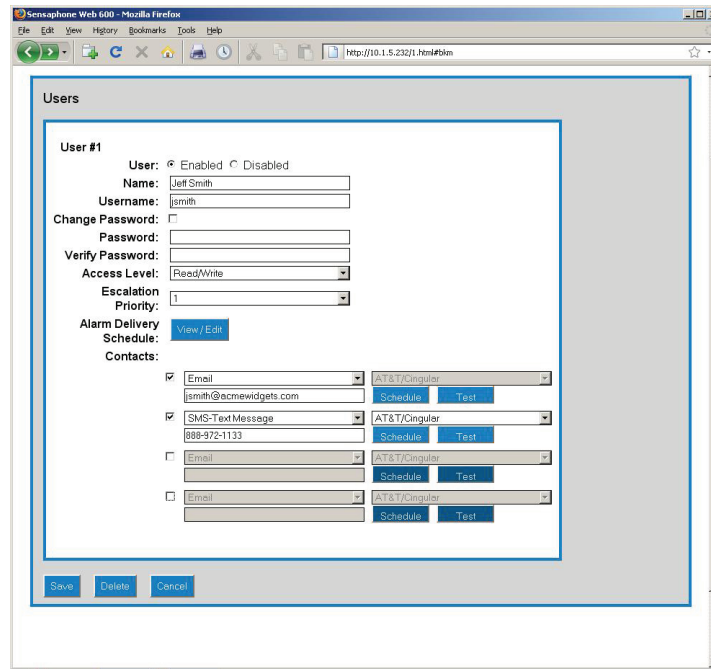 Sensaphone Web 600 - Mozilla Firefox
File Edit View History Bookmarks Tools Help
http://10.1.5.232/1.html#bkm
Users
User #1
User: Enabled Disabled
Name: Jeff Smith
Username: jsmith
Change Password:
Password:
Verify Password:
Access Level: Read/Write
Escalation
Priority: 1
Alarm Delivery
Schedule: View / Edit
Contacts:
Email AT&T/Cingular
jsmith@acmewidgets.com Schedule Test
SMS-Text Message AT&T/Cingular
888-972-1133 Schedule Test
Email AT&T/Cingular
Schedule Test
Email AT&T/Cingular
Schedule Test
Save Delete Cancel